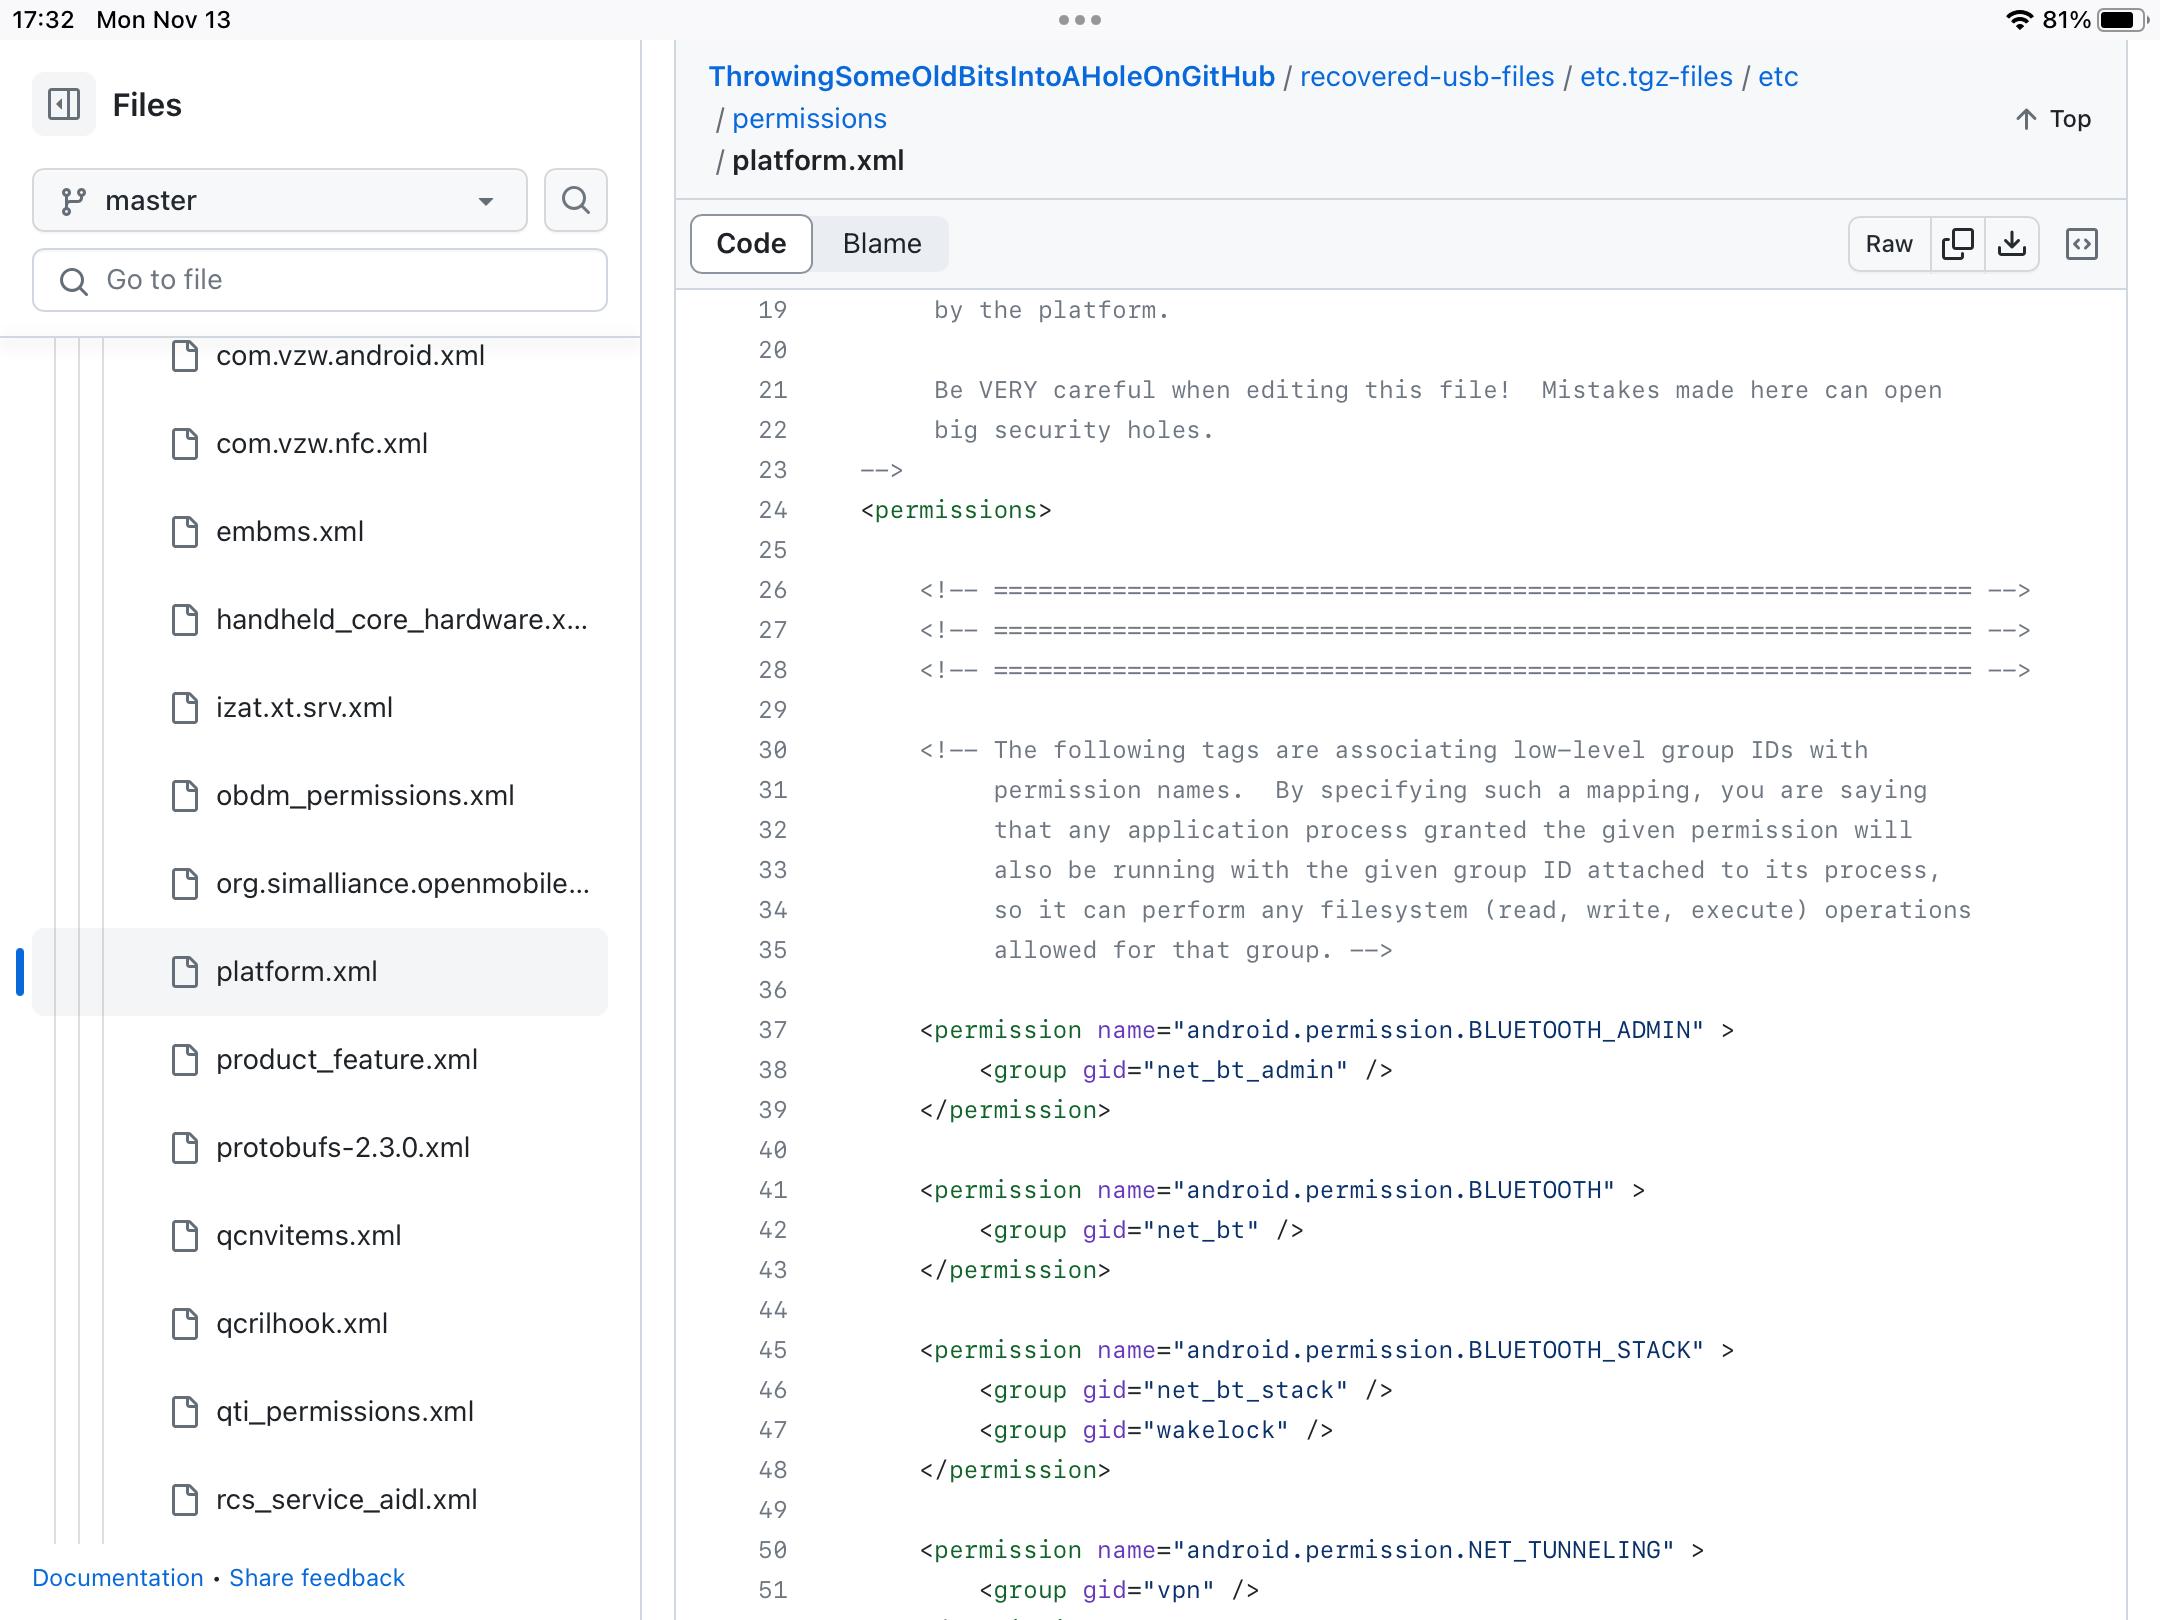 17:32 Mon Nov 13
81%
Files
master
Go to file
com.vzw.android.xml
com.vzw.nfc.xml
embms.xml
handheld_core_hardware.x...
izat.xt.srv.xml
obdm_permissions.xml
org.simalliance.openmobile...
platform.xml
product_feature.xml
protobufs-2.3.0.xml
qcnvitems.xml
qcrilhook.xml
qti_permissions.xml
rcs_service_aidl.xml
Documentation • Share feedback
ThrowingSomeOldBitsIntoAHoleOnGitHub / recovered-usb-files / etc.tgz-files / etc
/ permissions
/ platform.xml
Top
Code Blame
Raw
19 by the platform.
20
21 Be VERY careful when editing this file!  Mistakes made here can open
22 big security holes.
23 -->
24 <permissions>
25
26 <!-- ================================================================== -->
27 <!-- ================================================================== -->
28 <!-- ================================================================== -->
29
30 <!-- The following tags are associating low-level group IDs with
31 permission names.  By specifying such a mapping, you are saying
32 that any application process granted the given permission will
33 also be running with the given group ID attached to its process,
34 so it can perform any filesystem (read, write, execute) operations
35 allowed for that group. -->
36
37 <permission name="android.permission.BLUETOOTH_ADMIN" >
38 <group gid="net_bt_admin" />
39 </permission>
40
41 <permission name="android.permission.BLUETOOTH" >
42 <group gid="net_bt" />
43 </permission>
44
45 <permission name="android.permission.BLUETOOTH_STACK" >
46 <group gid="net_bt_stack" />
47 <group gid="wakelock" />
48 </permission>
49
50 <permission name="android.permission.NET_TUNNELING" >
51 <group gid="vpn" />